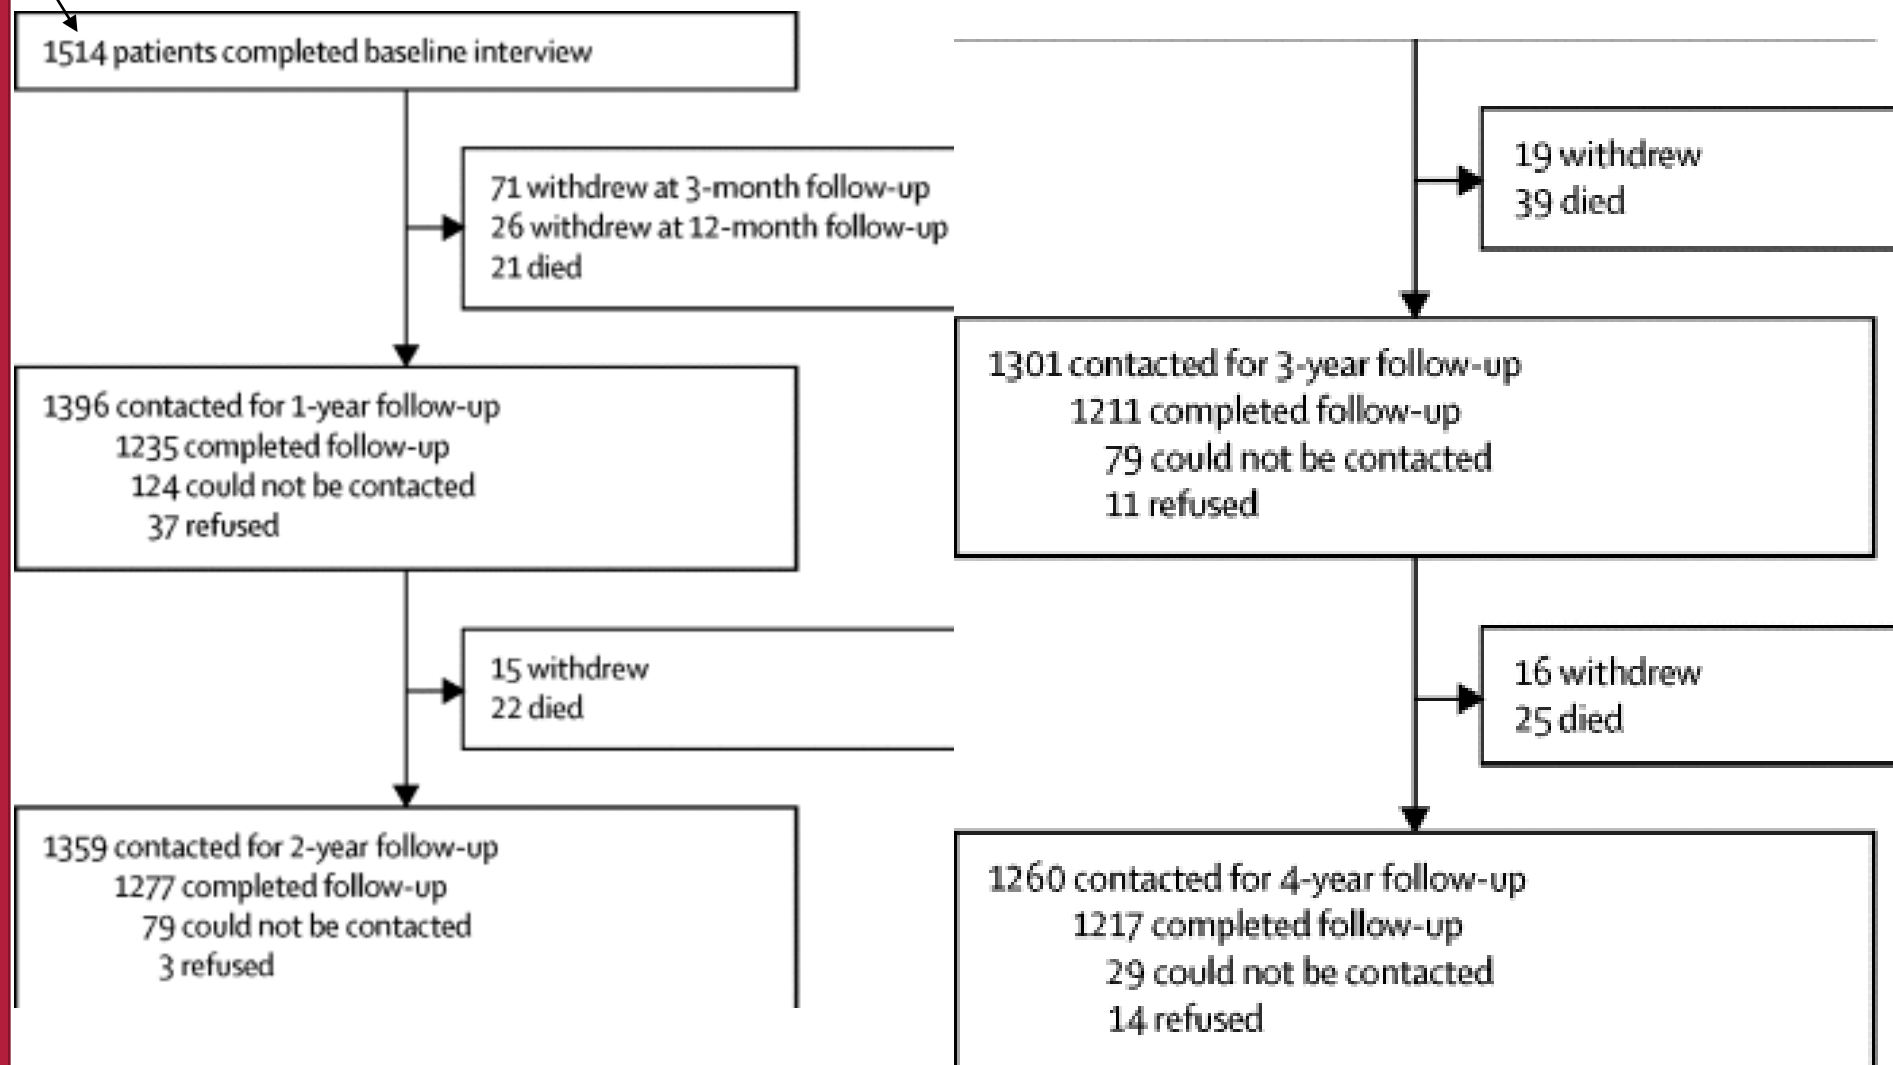 1514 patients completed baseline interview
71 withdrew at 3-month follow-up
26 withdrew at 12-month follow-up
21 died
1396 contacted for 1-year follow-up
1235 completed follow-up
124 could not be contacted
37 refused
15 withdrew
22 died
1359 contacted for 2-year follow-up
1277 completed follow-up
79 could not be contacted
3 refused
19 withdrew
39 died
1301 contacted for 3-year follow-up
1211 completed follow-up
79 could not be contacted
11 refused
16 withdrew
25 died
1260 contacted for 4-year follow-up
1217 completed follow-up
29 could not be contacted
14 refused